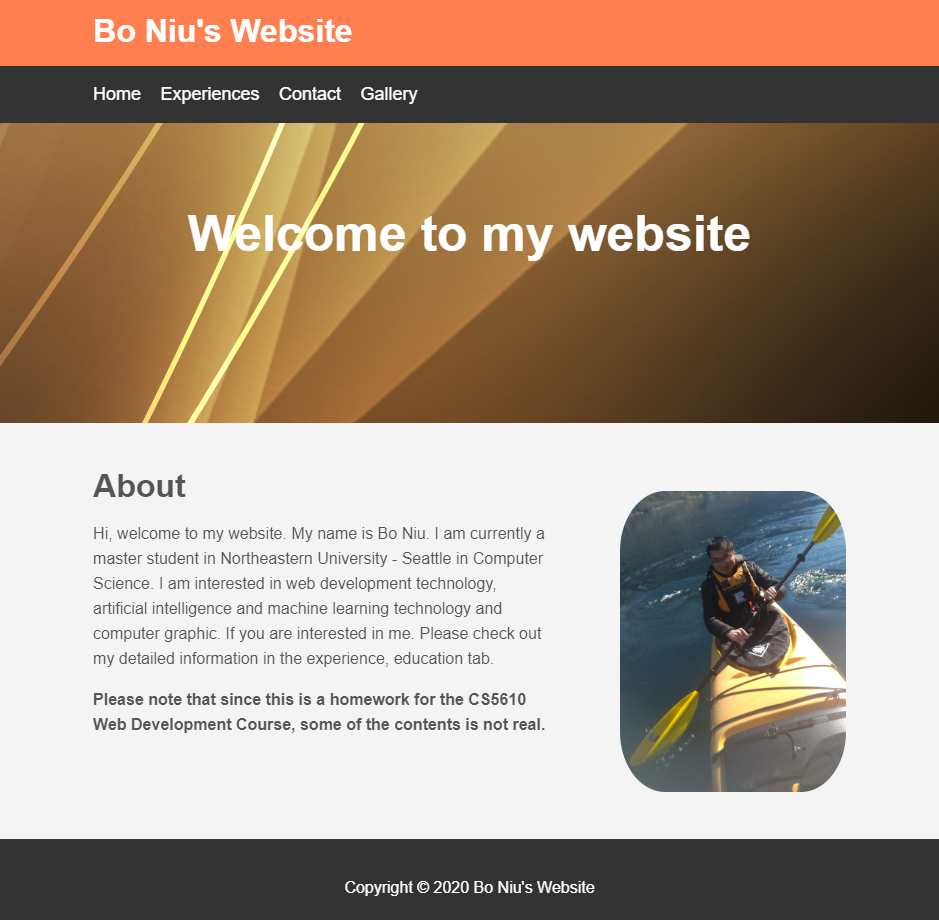 Bo Niu's Website
Home Experiences Contact Gallery
Welcome to my website
About
Hi, welcome to my website. My name is Bo Niu. I am currently a
master student in Northeastern University - Seattle in Computer
Science. I am interested in web development technology,
artificial intelligence and machine learning technology and
computer graphic. If you are interested in me. Please check out
my detailed information in the experience, education tab.
Please note that since this is a homework for the CS5610
Web Development Course, some of the contents is not real.
Copyright © 2020 Bo Niu's Website